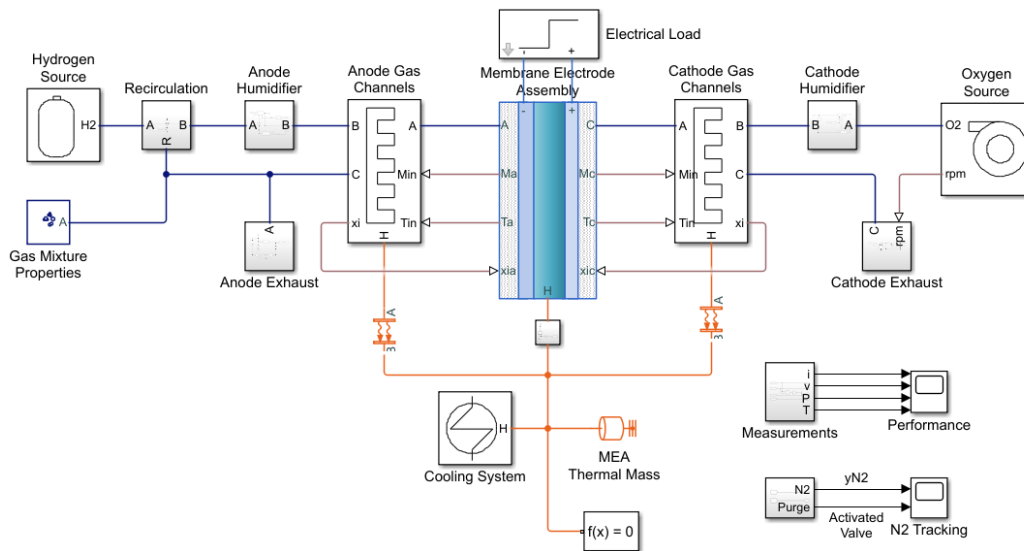 Electrical Load
-
+
Hydrogen
Source
H2
Recirculation
A
B
R
Anode
Humidifier
A
B
Anode Gas
Channels
B
A
C
Min
xi
Tin
H
Membrane Electrode
Assembly
-
+
A
C
Ma
Mc
Ta
Tc
xia
xic
H
Cathode Gas
Channels
A
B
Min
C
Tin
xi
H
Cathode
Humidifier
B
A
Oxygen
Source
O2
rpm
A
Gas Mixture
Properties
A
Anode Exhaust
C
rpm
Cathode Exhaust
A
B
A
B
H
Cooling System
MEA
Thermal Mass
f(x) = 0
i
v
P
T
Measurements
Performance
N2
Purge
yN2
Activated
Valve
N2 Tracking